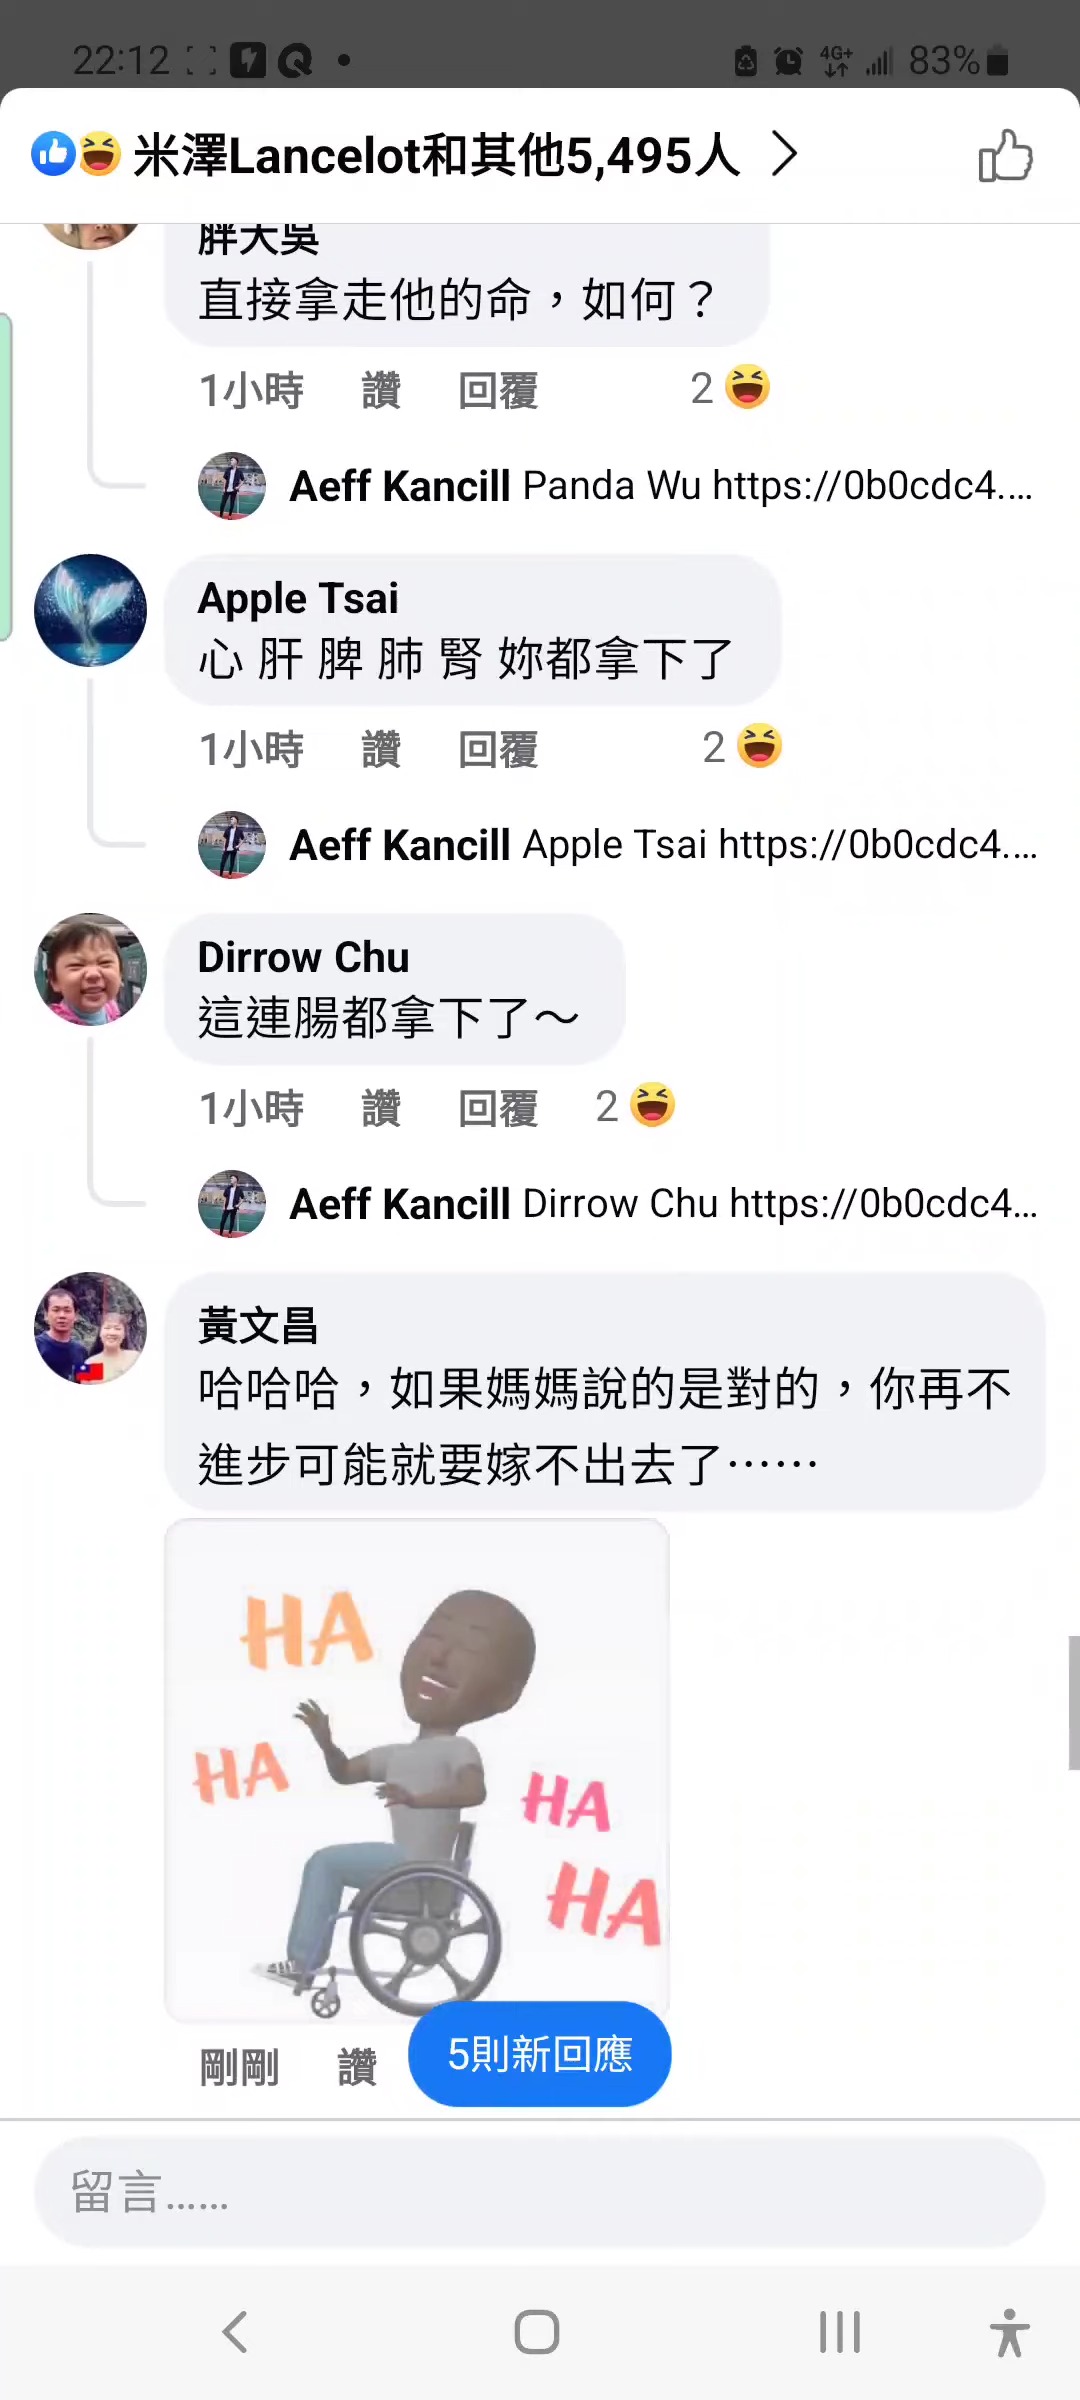 22:12
4G+
83%
米澤Lancelot和其他5,495人
胖大吳
直接拿走他的命，如何？
1小時 讚 回覆 2
Aeff Kancill Panda Wu https://0b0cdc4....
Apple Tsai
心 肝 脾 肺 腎 妳都拿下了
1小時 讚 回覆 2
Aeff Kancill Apple Tsai https://0b0cdc4....
Dirrow Chu
這連腸都拿下了～
1小時 讚 回覆 2
Aeff Kancill Dirrow Chu https://0b0cdc4...
黃文昌
哈哈哈，如果媽媽說的是對的，你再不
進步可能就要嫁不出去了⋯⋯
HA
HA
HA
HA
剛剛 讚
5則新回應
留言......